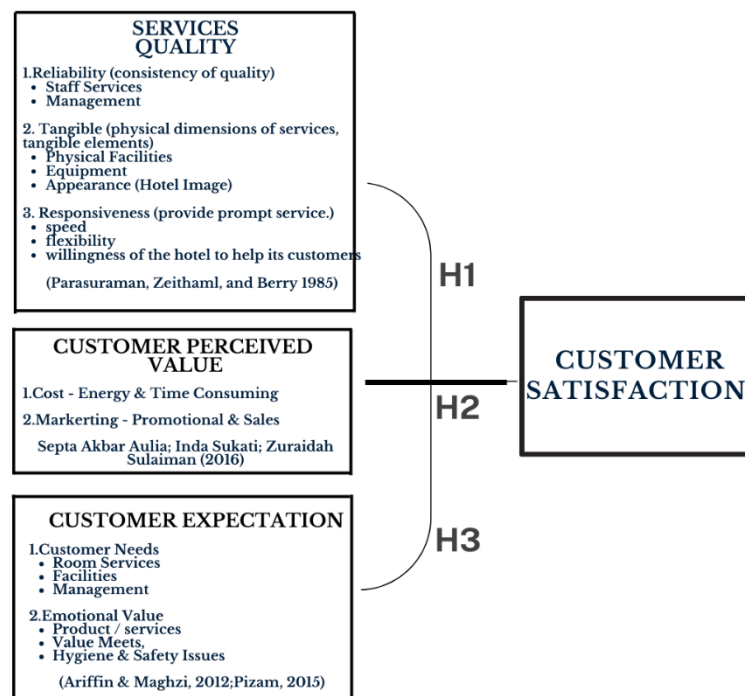 SERVICES
QUALITY
1.Reliability (consistency of quality)
• Staff Services
• Management
2. Tangible (physical dimensions of services,
tangible elements)
• Physical Facilities
• Equipment
• Appearance (Hotel Image)
3. Responsiveness (provide prompt service.)
• speed
• flexibility
• willingness of the hotel to help its customers
(Parasuraman, Zeithaml, and Berry 1985)
CUSTOMER PERCEIVED
VALUE
1.Cost - Energy & Time Consuming
2.Markerting - Promotional & Sales
Septa Akbar Aulia; Inda Sukati; Zuraidah
Sulaiman (2016)
CUSTOMER EXPECTATION
1.Customer Needs
• Room Services
• Facilities
• Management
2.Emotional Value
• Product / services
• Value Meets,
• Hygiene & Safety Issues
(Ariffin & Maghzi, 2012;Pizam, 2015)
H1
H2
H3
CUSTOMER
SATISFACTION